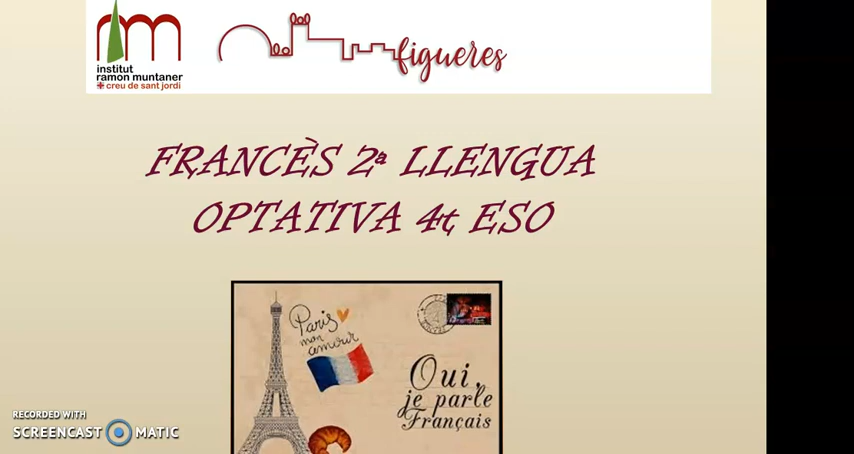 institut
ramon muntaner
creu de sant jordi
figueres
FRANCÈS 2ª LLENGUA
OPTATIVA 4t ESO
Paris
mon
amour
Oui,
je parle
Français
RECORDED WITH
SCREENCAST MATIC